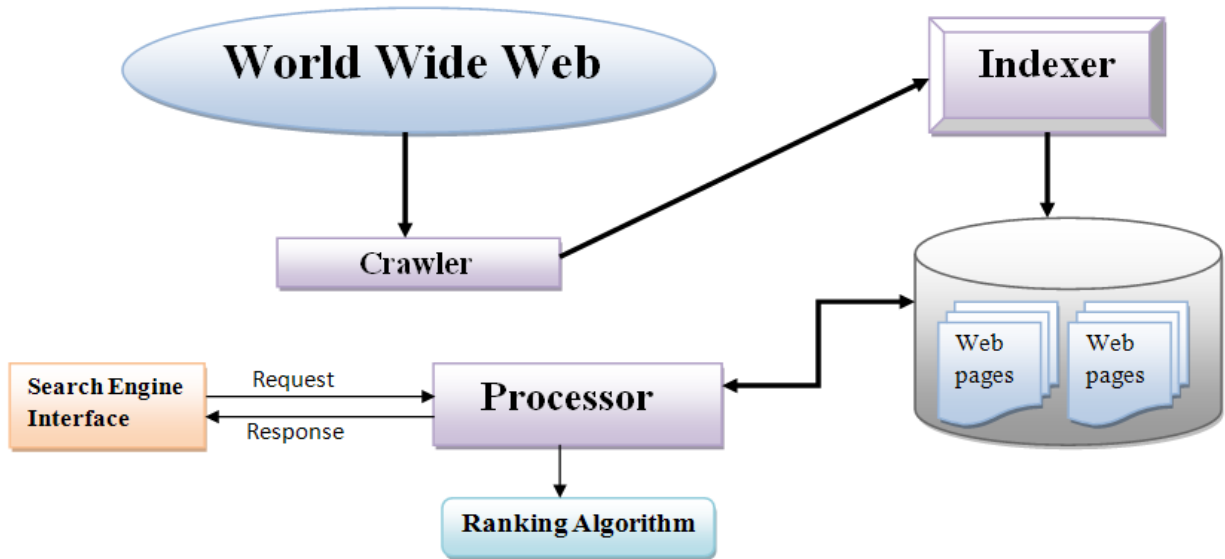 World Wide Web
Indexer
Crawler
Web
pages
Web
pages
Search Engine
Interface
Request
Response
Processor
Ranking Algorithm